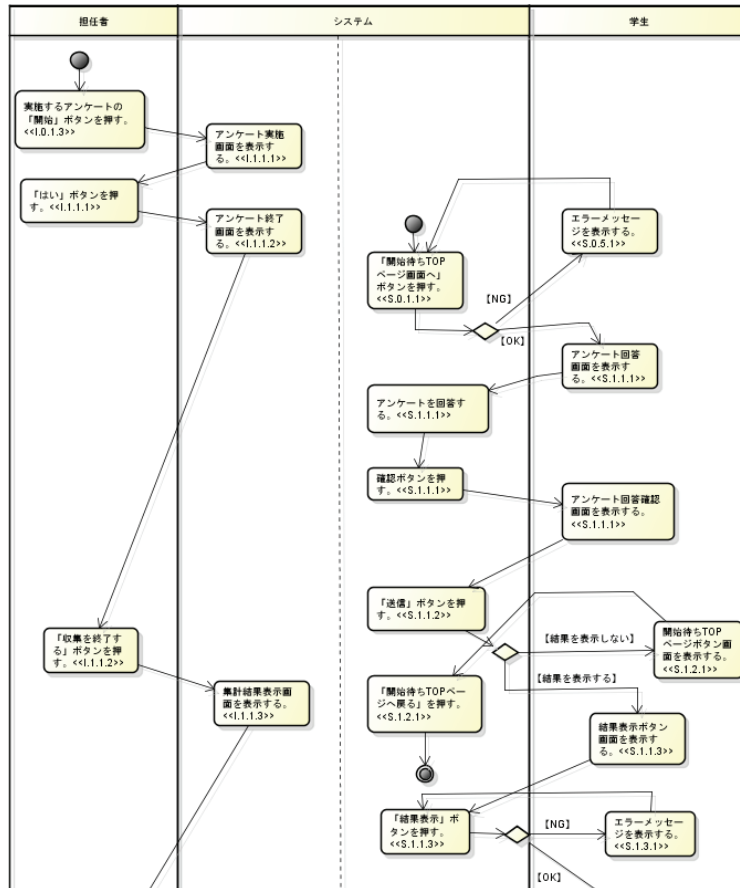 担任者
システム
学生
実施するアンケートの
「開始」ボタンを押す。
<<I.0.1.3>>
アンケート実施
画面を表示す
る。<<I.1.1.1>>
「はい」ボタンを押
す。<<I.1.1.1>>
アンケート終了
画面を表示す
る。<<I.1.1.2>>
エラーメッセー
ジを表示する。
<<S.0.5.1>>
「開始待ちTOP
ページ画面へ」
ボタンを押す。
<<S.0.1.1>>
【NG】
【OK】
アンケート回答
画面を表示す
る。<<S.1.1.1>>
アンケートを回答す
る。<<S.1.1.1>>
確認ボタンを押
す。<<S.1.1.1>>
アンケート回答確認
画面を表示する。
<<S.1.1.1>>
「送信」ボタンを押
す。<<S.1.1.2>>
【結果を表示しない】
開始待ちTOP
ページボタン画
面を表示する。
<<S.1.2.1>>
「収集を終了す
る」ボタンを押
す。<<I.1.1.2>>
【結果を表示する】
集計結果表示画
面を表示する。
<<I.1.1.3>>
「開始待ちTOPペー
ジへ戻る」を押す。
<<S.1.2.1>>
結果表示ボタン
画面を表示す
る。<<S.1.1.3>>
「結果表示」ボ
タンを押す。
<<S.1.1.3>>
【NG】
エラーメッセー
ジを表示する。
<<S.1.3.1>>
【OK】